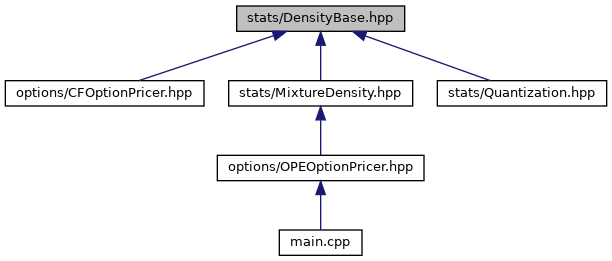 stats/DensityBase.hpp
options/CFOptionPricer.hpp
stats/MixtureDensity.hpp
stats/Quantization.hpp
options/OPEOptionPricer.hpp
main.cpp